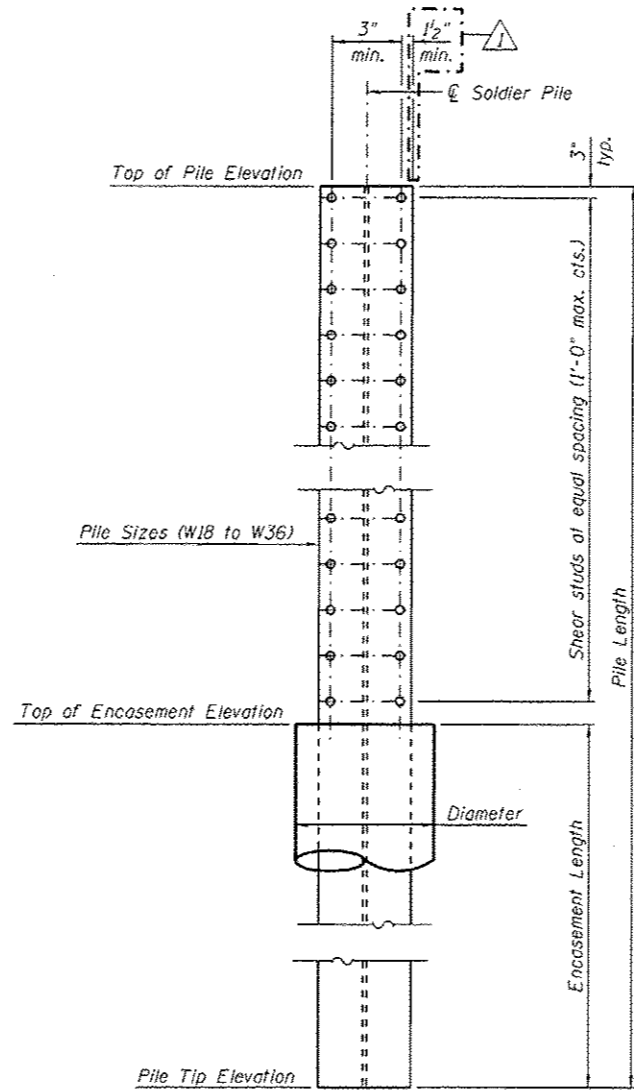 3"
min.
1½"
min.
1
℄ Soldier Pile
3"
typ.
Top of Pile Elevation
Shear studs at equal spacing (1'-0" max. cts.)
Pile Length
Pile Sizes (W18 to W36)
Top of Encasement Elevation
Diameter
Encasement Length
Pile Tip Elevation